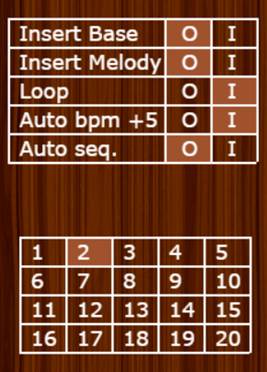 Insert Base O I
Insert Melody O I
Loop O I
Auto bpm +5 O I
Auto seq. O I
1 2 3 4 5
6 7 8 9 10
11 12 13 14 15
16 17 18 19 20